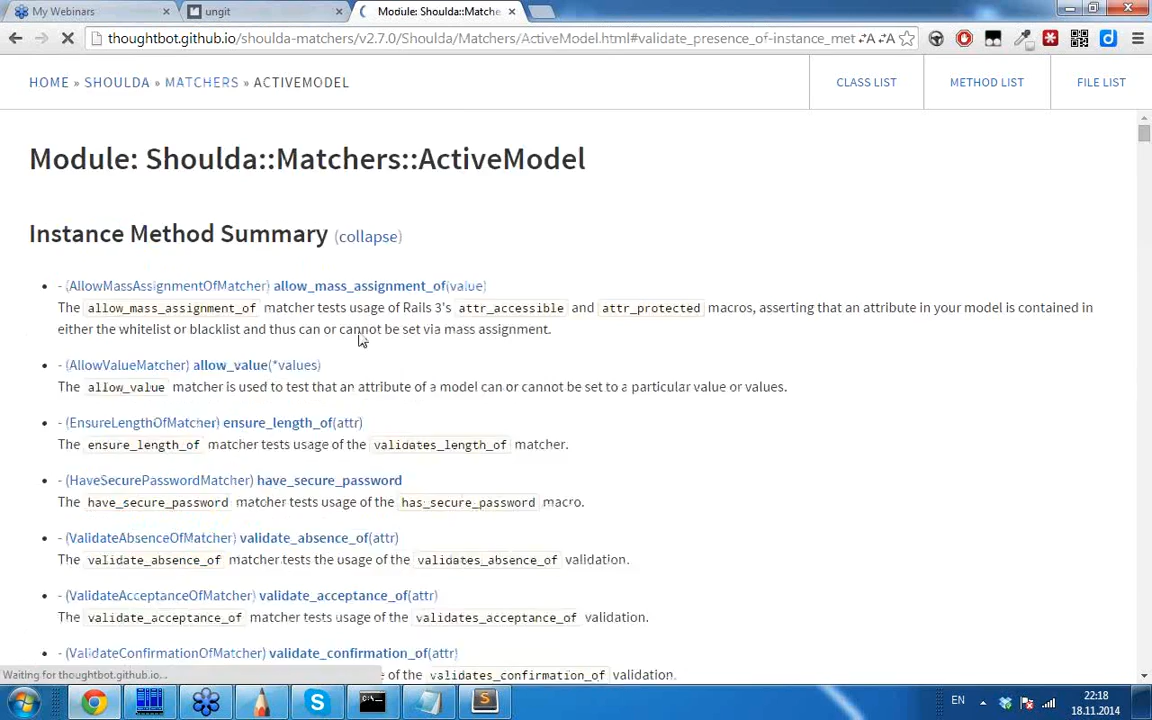 My Webinars
ungit
Module: Shoulda::Matche
thoughtbot.github.io/shoulda-matchers/v2.7.0/Shoulda/Matchers/ActiveModel.html#validate_presence_of-instance_met
HOME » SHOULDA » MATCHERS » ACTIVEMODEL
CLASS LIST
METHOD LIST
FILE LIST
Module: Shoulda::Matchers::ActiveModel
Instance Method Summary (collapse)
- (AllowMassAssignmentOfMatcher) allow_mass_assignment_of(value)
The allow_mass_assignment_of matcher tests usage of Rails 3's attr_accessible and attr_protected macros, asserting that an attribute in your model is contained in
either the whitelist or blacklist and thus can or cannot be set via mass assignment.
- (AllowValueMatcher) allow_value(*values)
The allow_value matcher is used to test that an attribute of a model can or cannot be set to a particular value or values.
- (EnsureLengthOfMatcher) ensure_length_of(attr)
The ensure_length_of matcher tests usage of the validates_length_of matcher.
- (HaveSecurePasswordMatcher) have_secure_password
The have_secure_password matcher tests usage of the has_secure_password macro.
- (ValidateAbsenceOfMatcher) validate_absence_of(attr)
The validate_absence_of matcher tests the usage of the validates_absence_of validation.
- (ValidateAcceptanceOfMatcher) validate_acceptance_of(attr)
The validate_acceptance_of matcher tests usage of the validates_acceptance_of validation.
- (ValidateConfirmationOfMatcher) validate_confirmation_of(attr)
Waiting for thoughtbot.github.io...
e of the validates_confirmation_of validation.
EN
22:18
18.11.2014